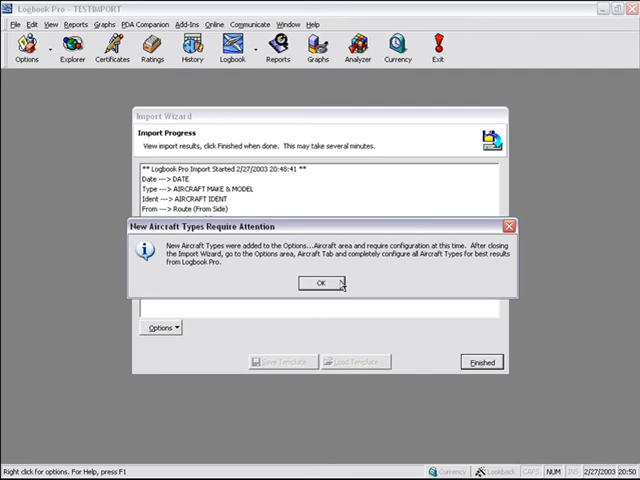 Logbook Pro - TESTIMPORT
File Edit View Reports Graphs PDA Companion Add-Ins Online Communicate Window Help
Options Explorer Certificates Ratings History Logbook Reports Graphs Analyzer Currency Exit
Import Wizard
Import Progress
View import results, click Finished when done. This may take several minutes.
** Logbook Pro Import Started 2/27/2003 20:48:41 **
Date ---> DATE
Type ---> AIRCRAFT MAKE & MODEL
Ident ---> AIRCRAFT IDENT
From ---> Route (From Side)
New Aircraft Types Require Attention
New Aircraft Types were added to the Options...Aircraft area and require configuration at this time. After closing
the Import Wizard, go to the Options area, Aircraft Tab and completely configure all Aircraft Types for best results
from Logbook Pro.
OK
Options
Save Template Load Template Finished
Right click for options. For Help, press F1 Currency Lookback CAPS NUM INS 2/27/2003 20:50